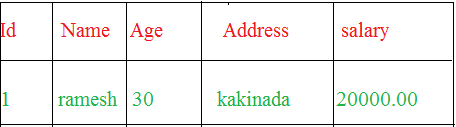 Id Name Age Address salary
1 ramesh 30 kakinada 20000.00